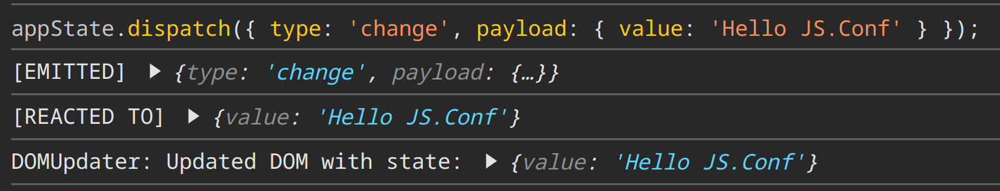 appState.dispatch({ type: 'change', payload: { value: 'Hello JS.Conf' } });
[EMITTED] ▶ {type: 'change', payload: {…}}
[REACTED TO] ▶ {value: 'Hello JS.Conf'}
DOMUpdater: Updated DOM with state: ▶ {value: 'Hello JS.Conf'}